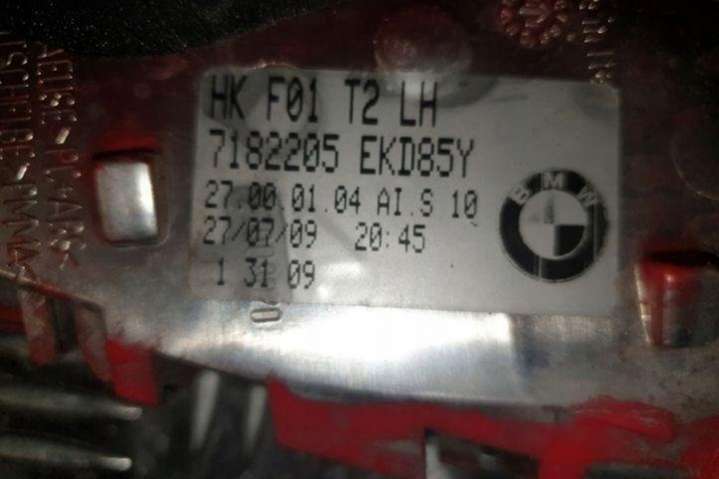 HK F01 T2 LH
7182205 EKD85Y
27.00.01.04 AI.S 10
27/07/09 20:45
1 31 09
BMW